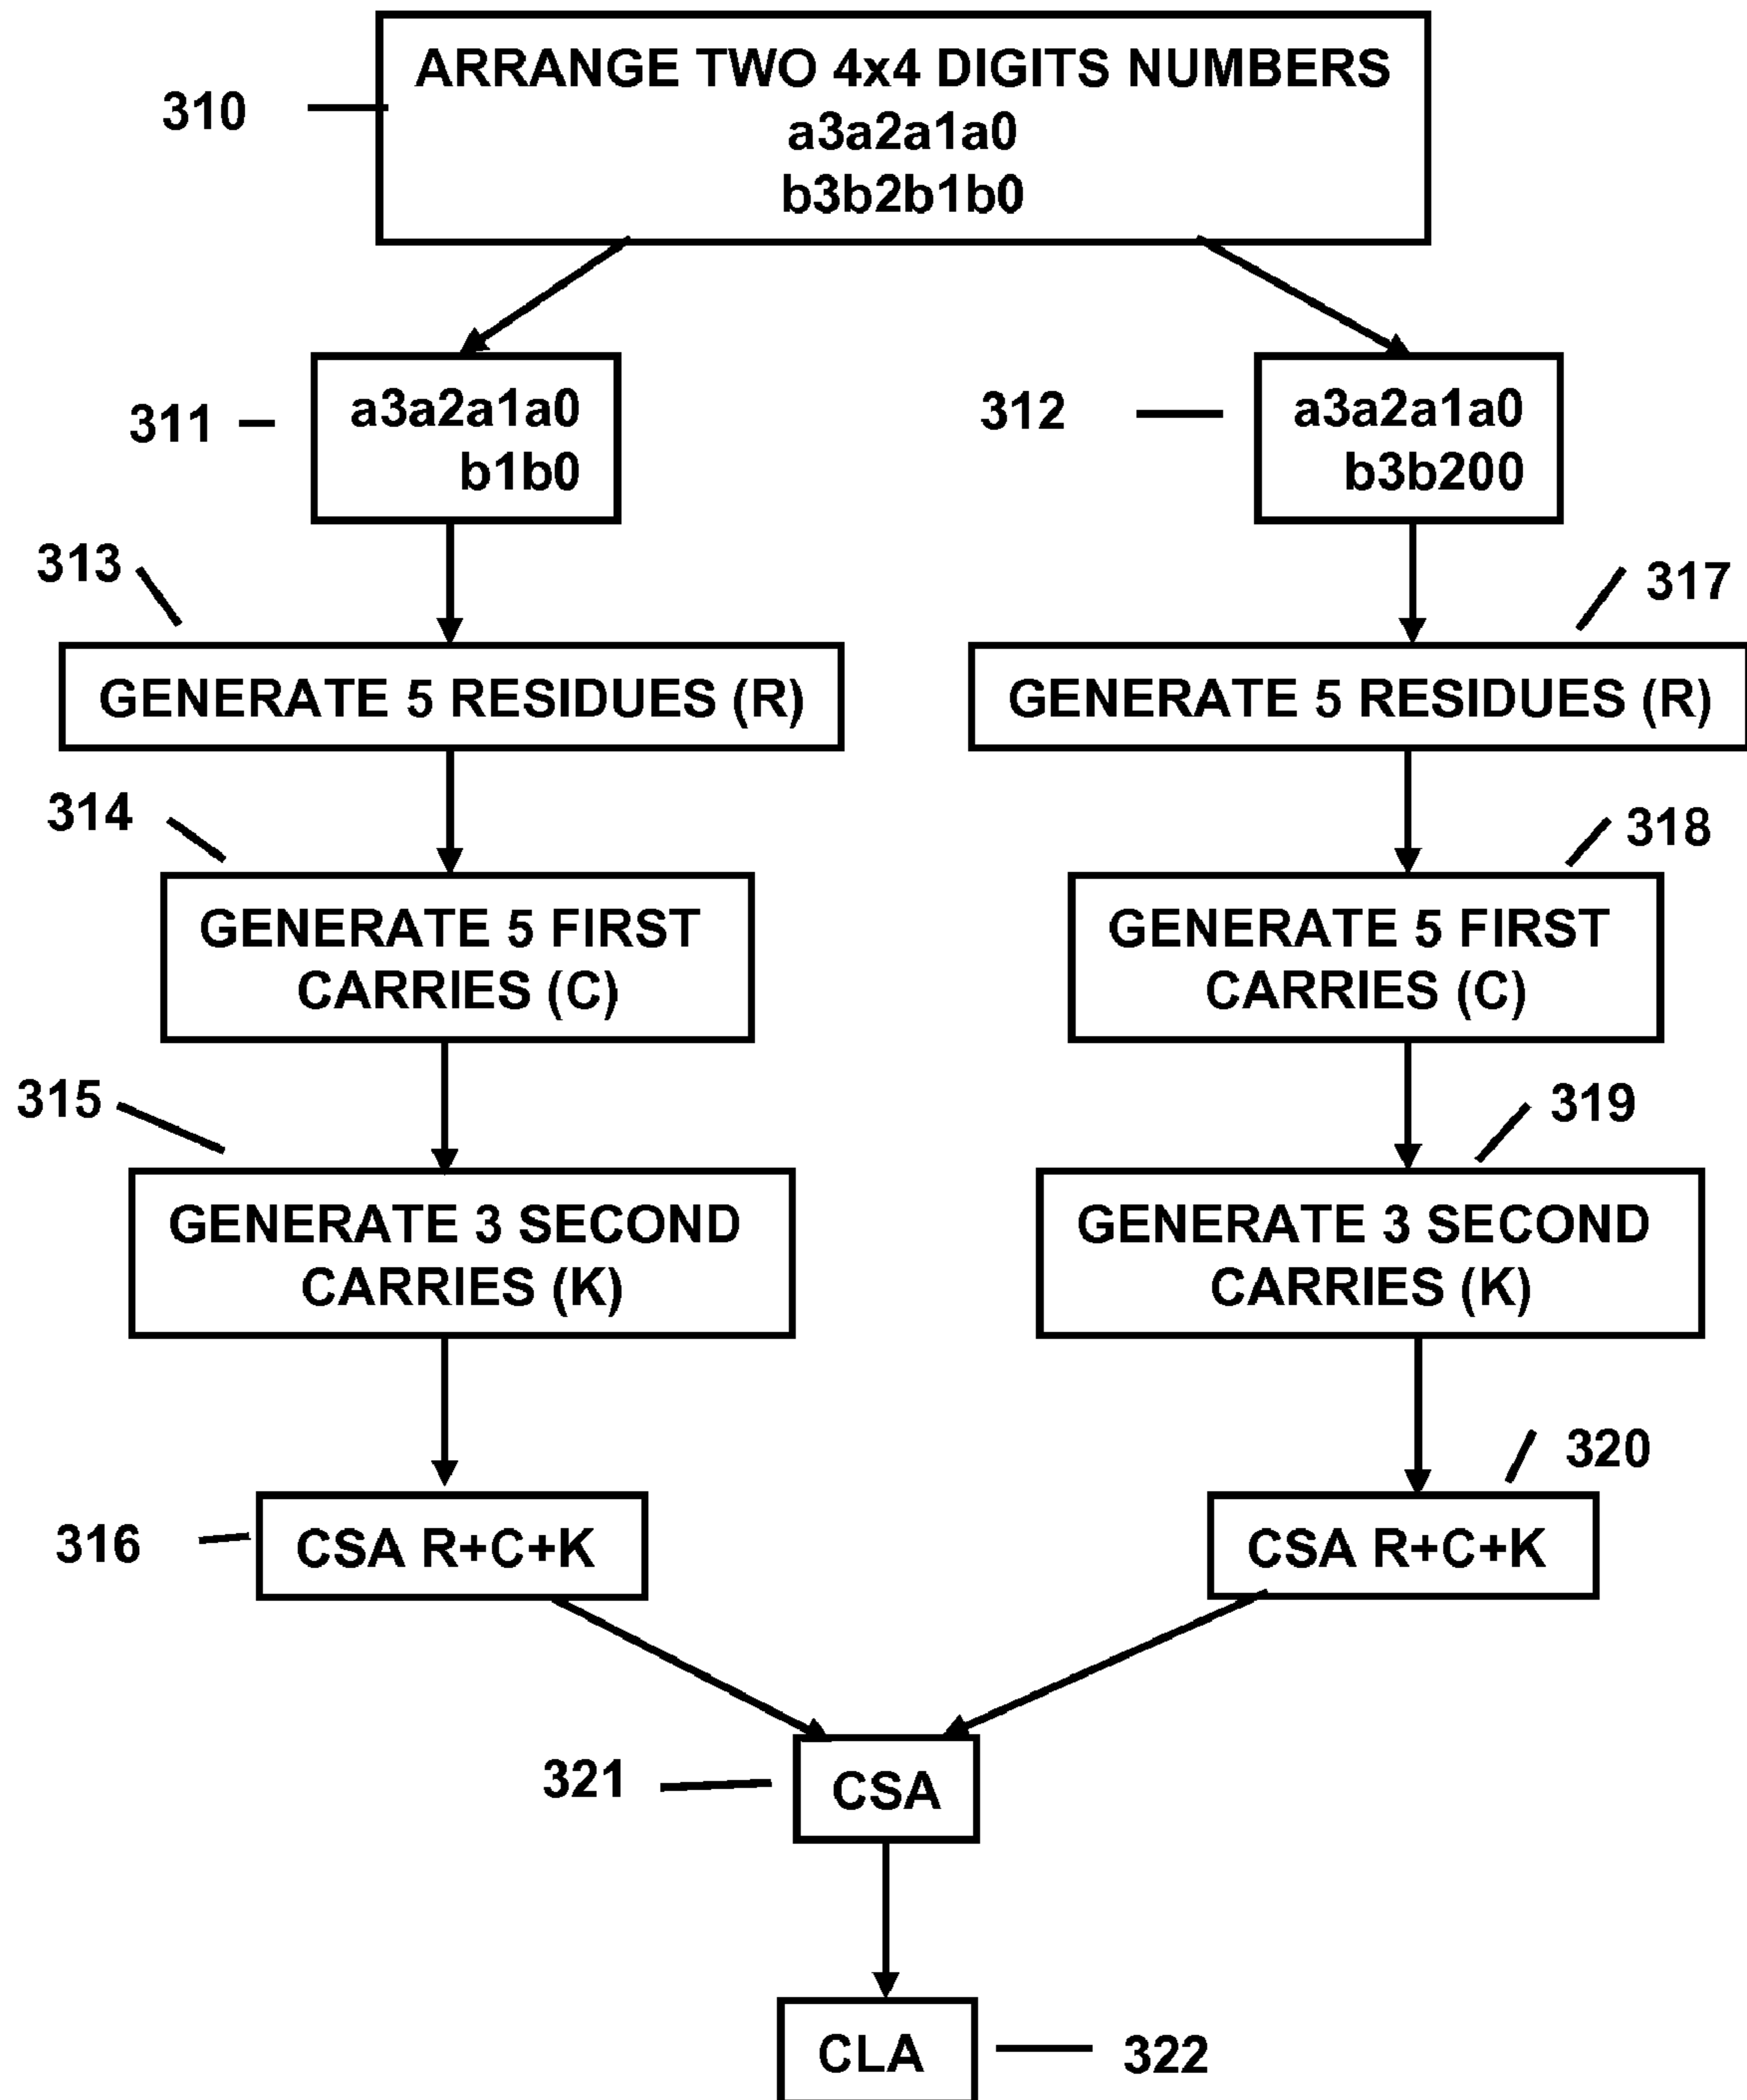 ARRANGE TWO 4x4 DIGITS NUMBERS
310
a3a2a1a0
b3b2b1b0
311
a3a2a1a0
b1b0
312
a3a2a1a0
b3b200
313
317
GENERATE 5 RESIDUES (R)
GENERATE 5 RESIDUES (R)
314
318
GENERATE 5 FIRST
CARRIES (C)
GENERATE 5 FIRST
CARRIES (C)
315
319
GENERATE 3 SECOND
CARRIES (K)
GENERATE 3 SECOND
CARRIES (K)
320
316
CSA R+C+K
CSA R+C+K
321
CSA
CLA
322